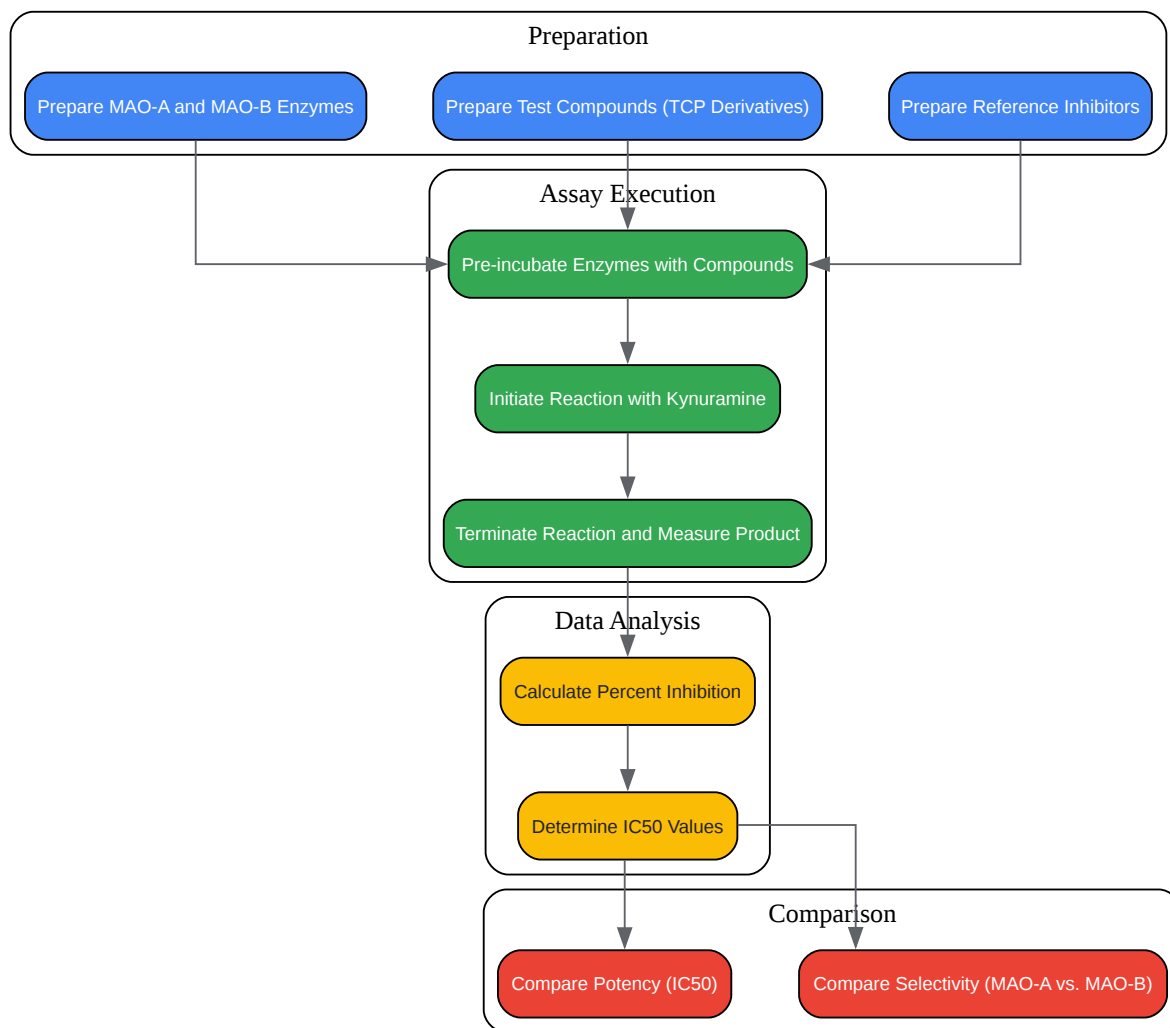 Preparation
Prepare MAO-A and MAO-B Enzymes
Prepare Test Compounds (TCP Derivatives)
Prepare Reference Inhibitors
Assay Execution
Pre-incubate Enzymes with Compounds
Initiate Reaction with Kynuramine
Terminate Reaction and Measure Product
Data Analysis
Calculate Percent Inhibition
Determine IC50 Values
Comparison
Compare Potency (IC50)
Compare Selectivity (MAO-A vs. MAO-B)